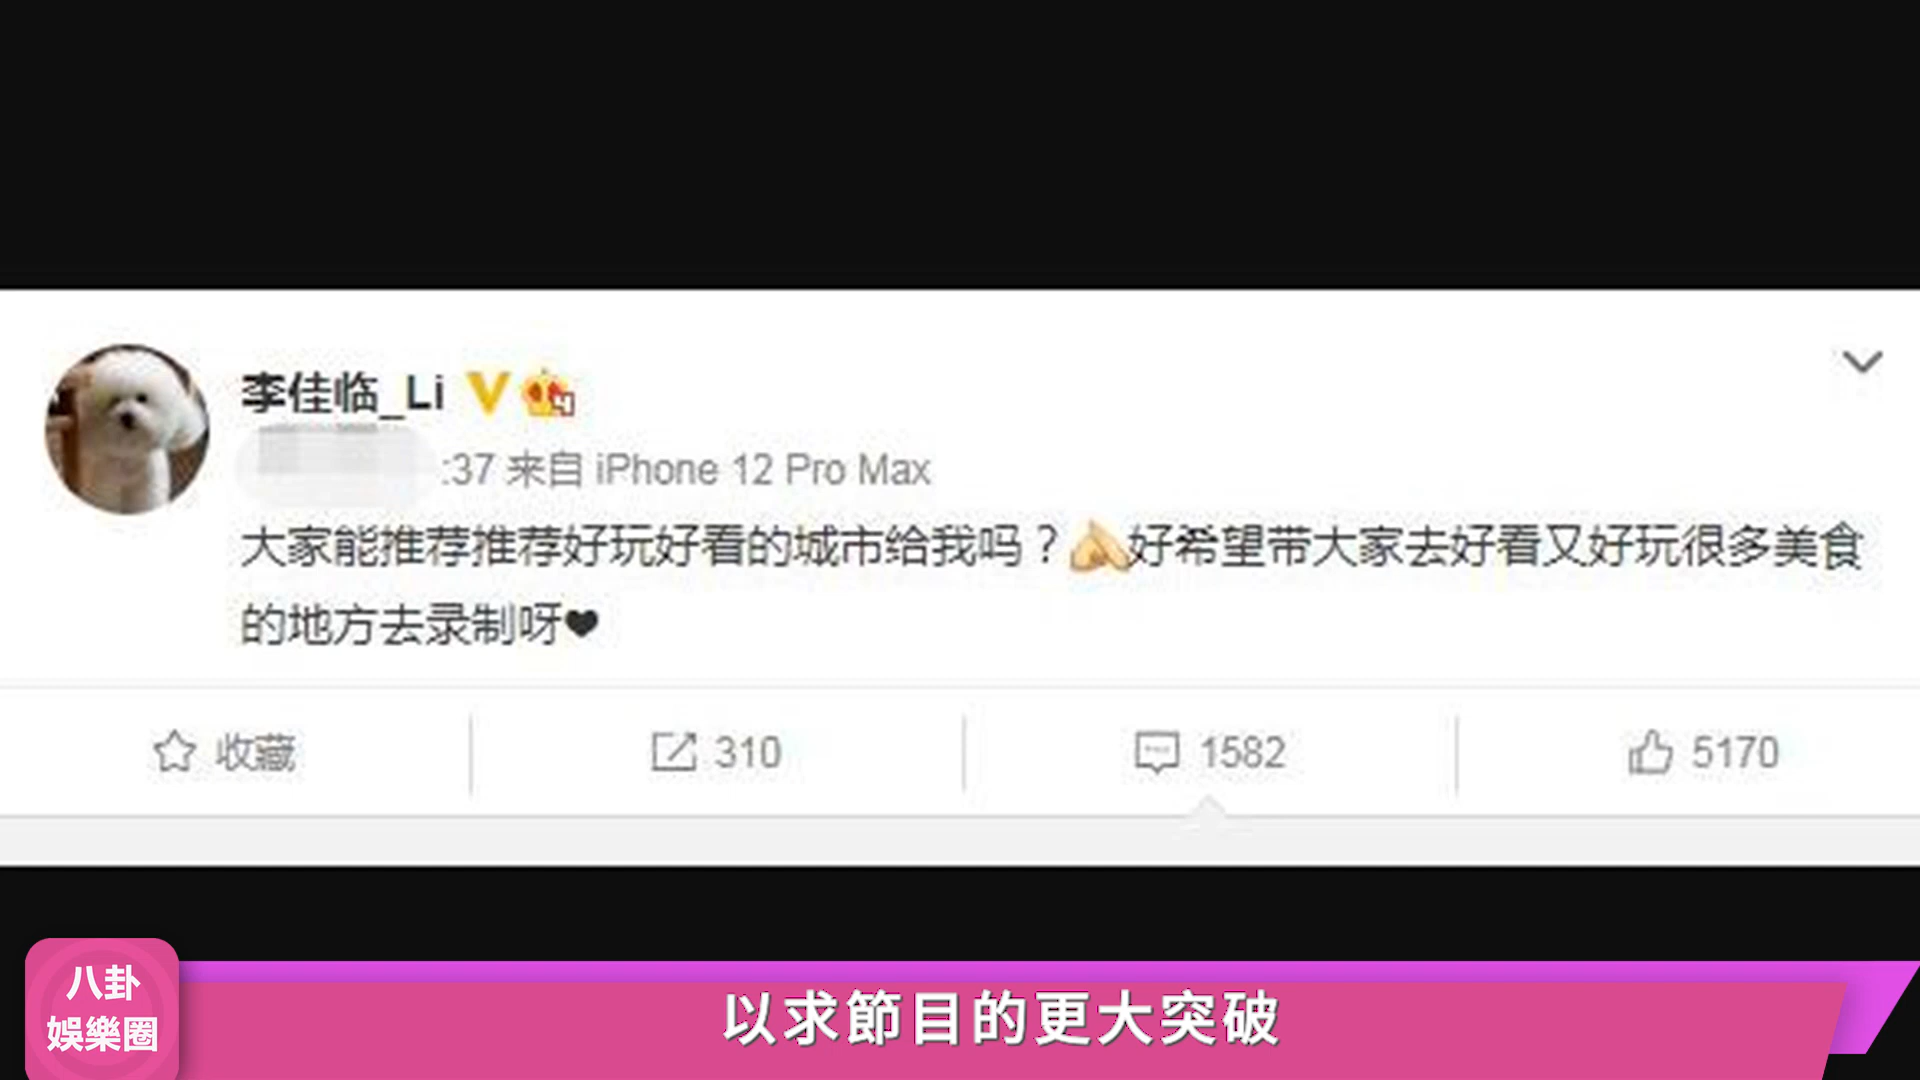 李佳临_Li
:37 来自 iPhone 12 Pro Max
大家能推荐推荐好玩好看的城市给我吗？🙏好希望带大家去好看又好玩很多美食
的地方去录制呀❤
收藏
310
1582
5170
八卦
娛樂圈
以求節目的更大突破